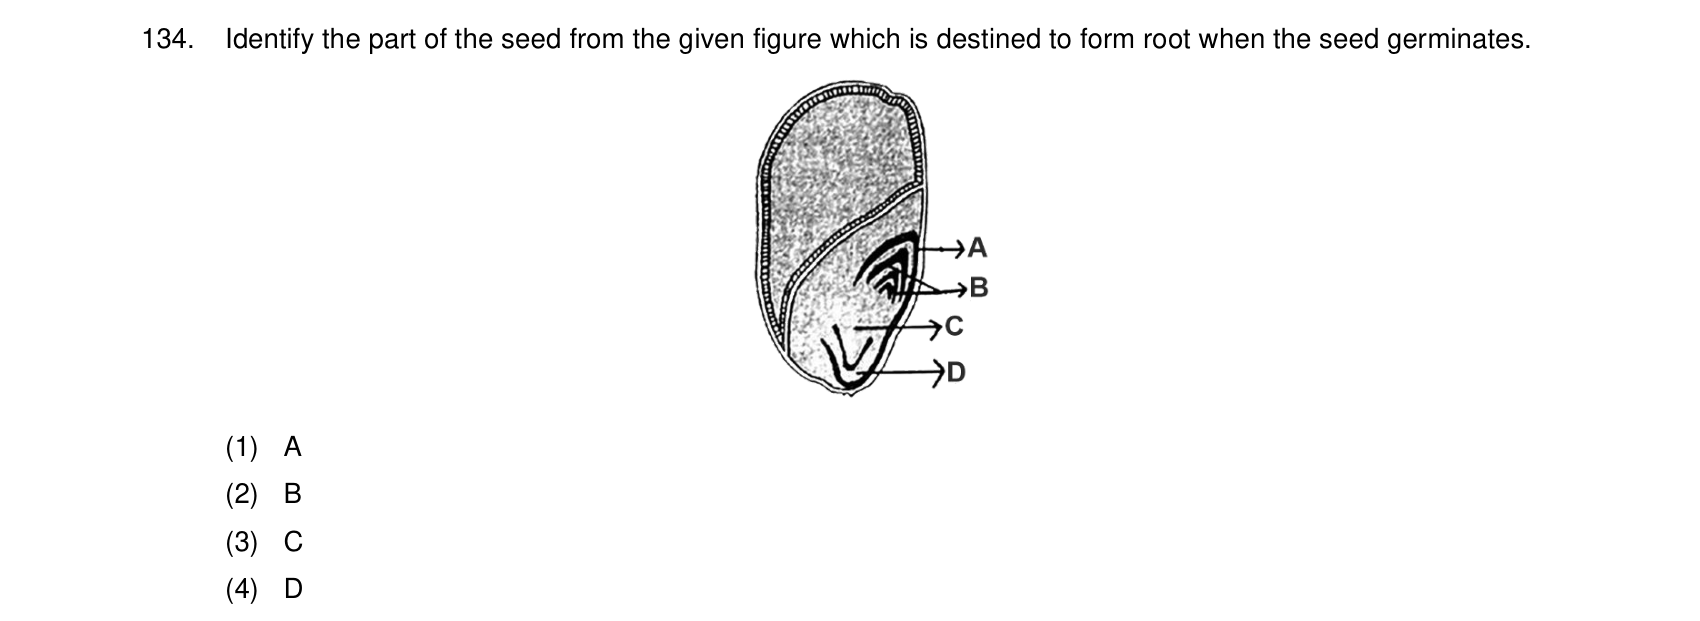 134. Identify the part of the seed from the given figure which is destined to form root when the seed germinates.
A
B
C
D
(1) A
(2) B
(3) C
(4) D